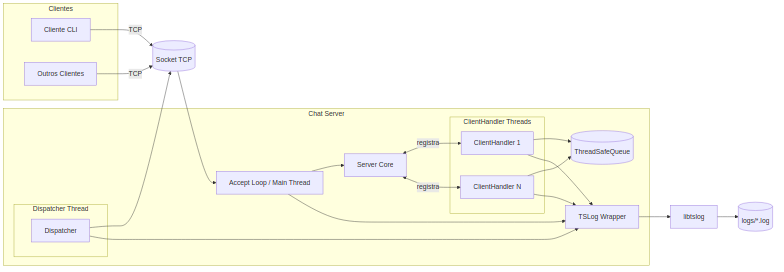 Clientes
Cliente CLI
TCP
Outros Clientes
TCP
Socket TCP
Chat Server
ClientHandler Threads
registra
ClientHandler 1
ThreadSafeQueue
Server Core
Accept Loop / Main Thread
registra
ClientHandler N
Dispatcher Thread
Dispatcher
TSLog Wrapper
libtslog
logs/*.log